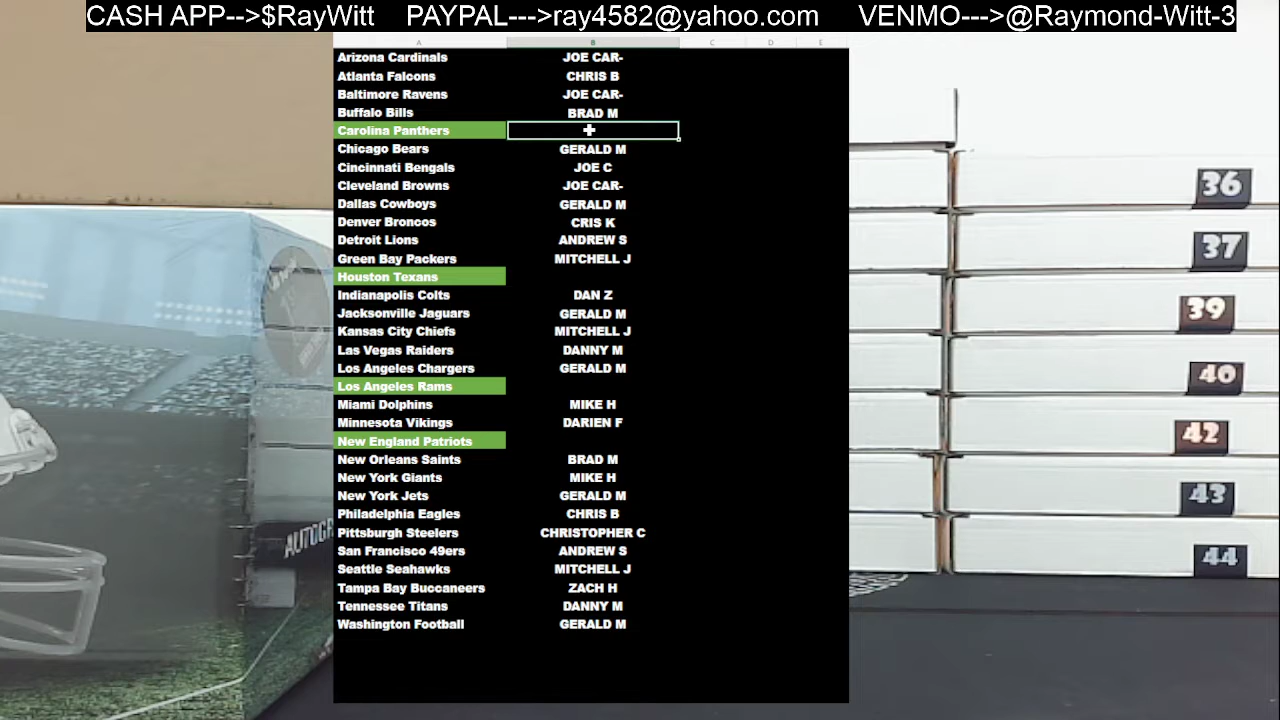 CASH APP-->$RayWitt PAYPAL--->ray4582@yahoo.com VENMO--->@Raymond-Witt-3
A B C D E
Arizona Cardinals JOE CAR-
Atlanta Falcons CHRIS B
Baltimore Ravens JOE CAR-
Buffalo Bills BRAD M
Carolina Panthers
Chicago Bears GERALD M
Cincinnati Bengals JOE C
Cleveland Browns JOE CAR-
Dallas Cowboys GERALD M
Denver Broncos CRIS K
Detroit Lions ANDREW S
Green Bay Packers MITCHELL J
Houston Texans
Indianapolis Colts DAN Z
Jacksonville Jaguars GERALD M
Kansas City Chiefs MITCHELL J
Las Vegas Raiders DANNY M
Los Angeles Chargers GERALD M
Los Angeles Rams
Miami Dolphins MIKE H
Minnesota Vikings DARIEN F
New England Patriots
New Orleans Saints BRAD M
New York Giants MIKE H
New York Jets GERALD M
Philadelphia Eagles CHRIS B
Pittsburgh Steelers CHRISTOPHER C
San Francisco 49ers ANDREW S
Seattle Seahawks MITCHELL J
Tampa Bay Buccaneers ZACH H
Tennessee Titans DANNY M
Washington Football GERALD M
36
37
39
40
42
43
44
AUTOGR